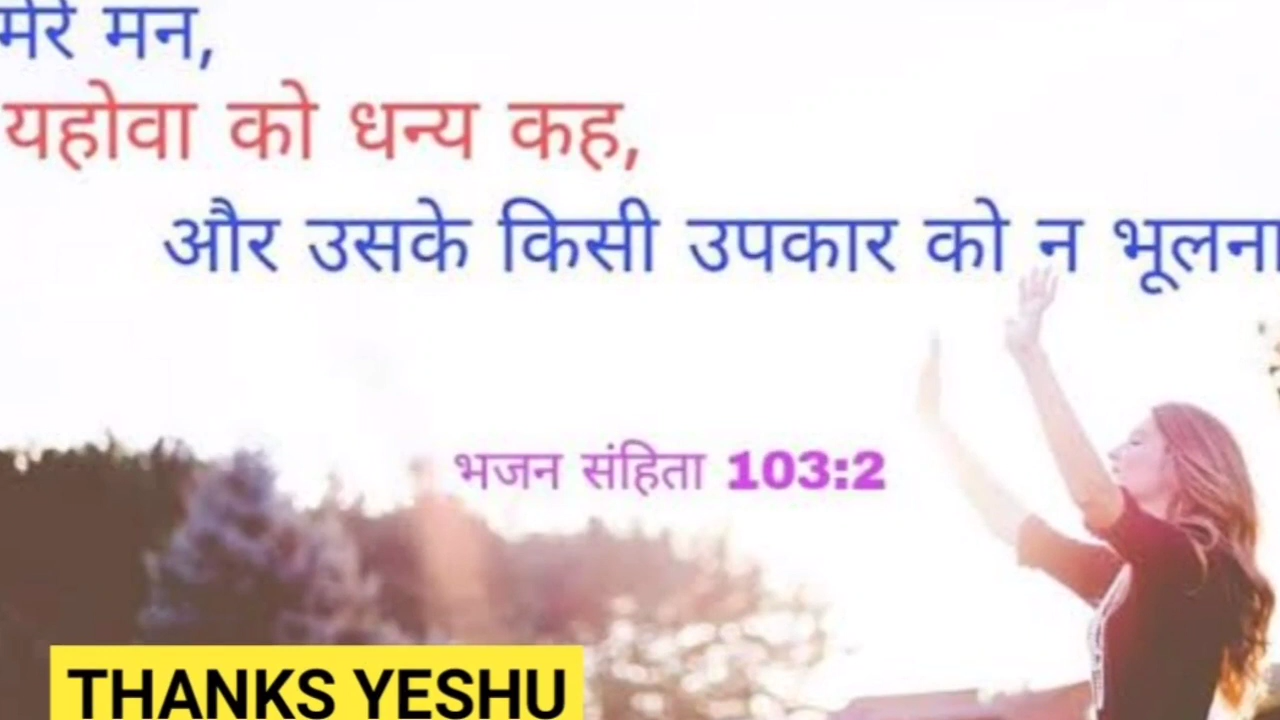 मेरे मन,
यहोवा को धन्य कह,
और उसके किसी उपकार को न भूलना
भजन संहिता 103:2
THANKS YESHU